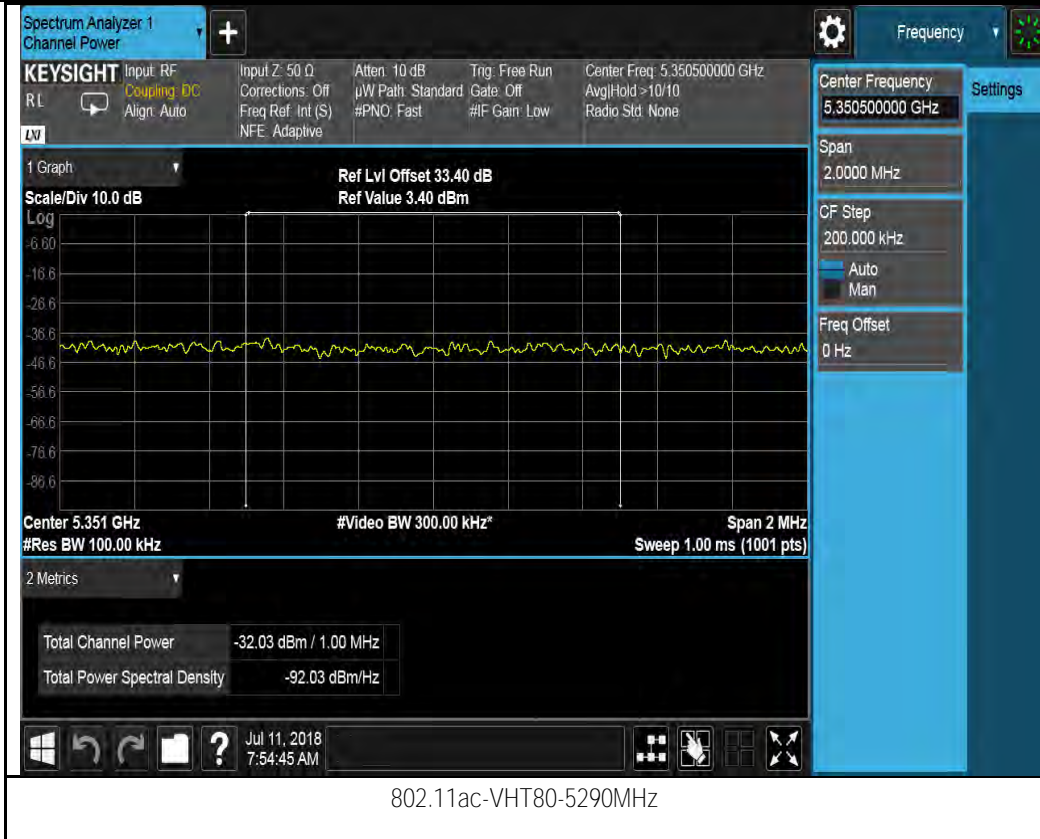 Spectrum Analyzer 1
Channel Power
+
Frequency
KEYSIGHT
R L
LXI
Input: RF
Coupling: DC
Align: Auto
Input Z: 50 Ω
Corrections: Off
Freq Ref: Int (S)
NFE: Adaptive
Atten: 10 dB
µW Path: Standard
#PNO: Fast
Trig: Free Run
Gate: Off
#IF Gain: Low
Center Freq: 5.350500000 GHz
Avg|Hold >10/10
Radio Std: None
Center Frequency
5.350500000 GHz
Settings
Span
2.0000 MHz
CF Step
200.000 kHz
Auto
Man
Freq Offset
0 Hz
1 Graph
Scale/Div 10.0 dB
Ref Lvl Offset 33.40 dB
Ref Value 3.40 dBm
Log
-6.60
-16.6
-26.6
-36.6
-46.6
-56.6
-66.6
-76.6
-86.6
Center 5.351 GHz
#Video BW 300.00 kHz*
Span 2 MHz
#Res BW 100.00 kHz
Sweep 1.00 ms (1001 pts)
2 Metrics
Total Channel Power -32.03 dBm / 1.00 MHz
Total Power Spectral Density -92.03 dBm/Hz
?
Jul 11, 2018
7:54:45 AM
802.11ac-VHT80-5290MHz